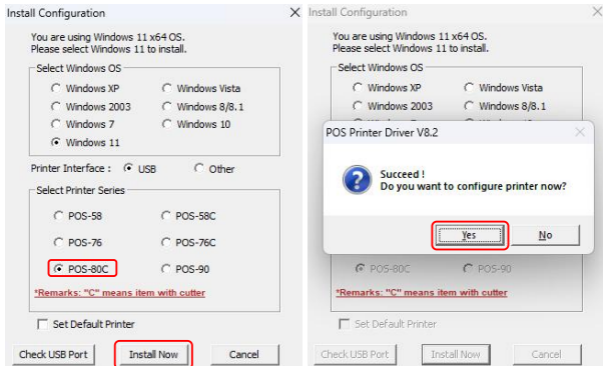 Install Configuration
You are using Windows 11 x64 OS.
Please select Windows 11 to install.
Select Windows OS
Windows XP
Windows Vista
Windows 2003
Windows 8/8.1
Windows 7
Windows 10
Windows 11
Printer Interface :
USB
Other
Select Printer Series
POS-58
POS-58C
POS-76
POS-76C
POS-80C
POS-90
*Remarks: "C" means item with cutter
Set Default Printer
Check USB Port
Install Now
Cancel
Install Configuration
You are using Windows 11 x64 OS.
Please select Windows 11 to install.
Select Windows OS
Windows XP
Windows Vista
Windows 2003
Windows 8/8.1
POS Printer Driver V8.2
Succeed !
Do you want to configure printer now?
Yes
No
POS-80C
POS-90
*Remarks: "C" means item with cutter
Set Default Printer
Check USB Port
Install Now
Cancel